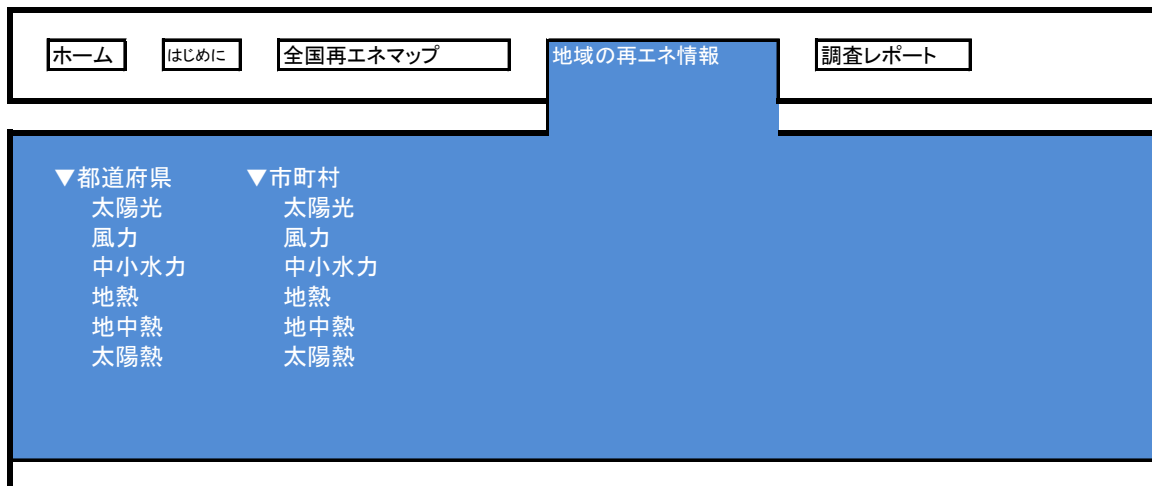 ホーム はじめに 全国再エネマップ 地域の再エネ情報 調査レポート
▼都道府県 ▼市町村
太陽光 太陽光
風力 風力
中小水力 中小水力
地熱 地熱
地中熱 地中熱
太陽熱 太陽熱